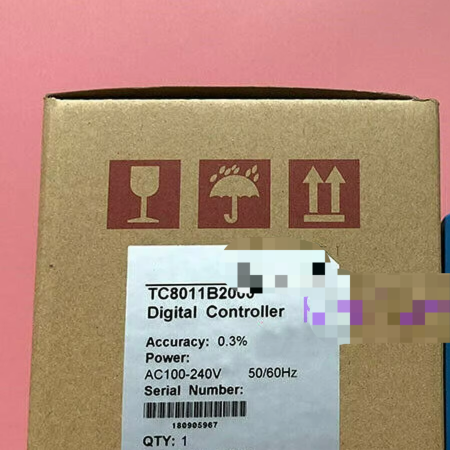 Digital Controller
Accuracy: 0.3%
Power:
AC100-240V 50/60Hz
Serial Number:
180905967
QTY: 1